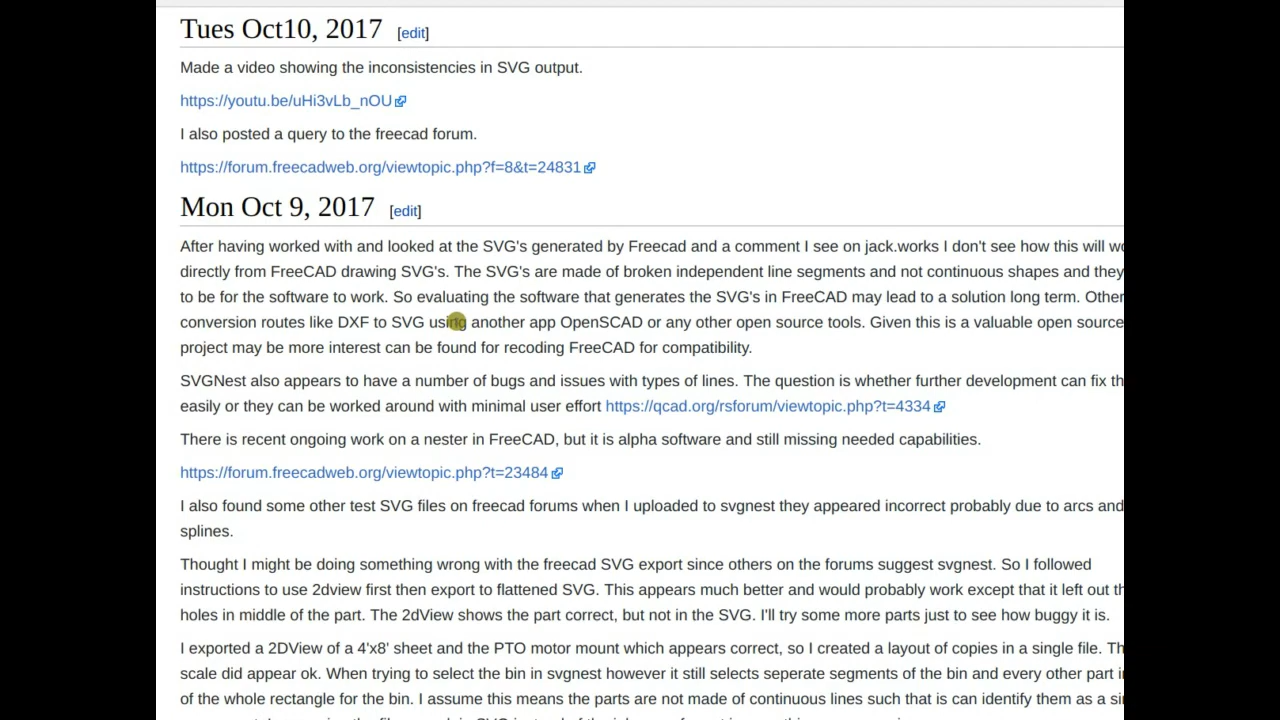 Tues Oct10, 2017 [edit]
Made a video showing the inconsistencies in SVG output.
https://youtu.be/uHi3vLb_nOU
I also posted a query to the freecad forum.
https://forum.freecadweb.org/viewtopic.php?f=8&t=24831
Mon Oct 9, 2017 [edit]
After having worked with and looked at the SVG's generated by Freecad and a comment I see on jack.works I don't see how this will
directly from FreeCAD drawing SVG's. The SVG's are made of broken independent line segments and not continuous shapes and they
to be for the software to work. So evaluating the software that generates the SVG's in FreeCAD may lead to a solution long term. Other
conversion routes like DXF to SVG using another app OpenSCAD or any other open source tools. Given this is a valuable open source
project may be more interest can be found for recoding FreeCAD for compatibility.
SVGNest also appears to have a number of bugs and issues with types of lines. The question is whether further development can fix
easily or they can be worked around with minimal user effort https://qcad.org/rsforum/viewtopic.php?t=4334
There is recent ongoing work on a nester in FreeCAD, but it is alpha software and still missing needed capabilities.
https://forum.freecadweb.org/viewtopic.php?t=23484
I also found some other test SVG files on freecad forums when I uploaded to svgnest they appeared incorrect probably due to arcs and
splines.
Thought I might be doing something wrong with the freecad SVG export since others on the forums suggest svgnest. So I followed
instructions to use 2dview first then export to flattened SVG. This appears much better and would probably work except that it left out
holes in middle of the part. The 2dView shows the part correct, but not in the SVG. I'll try some more parts just to see how buggy it is.
I exported a 2DView of a 4'x8' sheet and the PTO motor mount which appears correct, so I created a layout of copies in a single file.
scale did appear ok. When trying to select the bin in svgnest however it still selects seperate segments of the bin and every other part
of the whole rectangle for the bin. I assume this means the parts are not made of continuous lines such that is can identify them as a